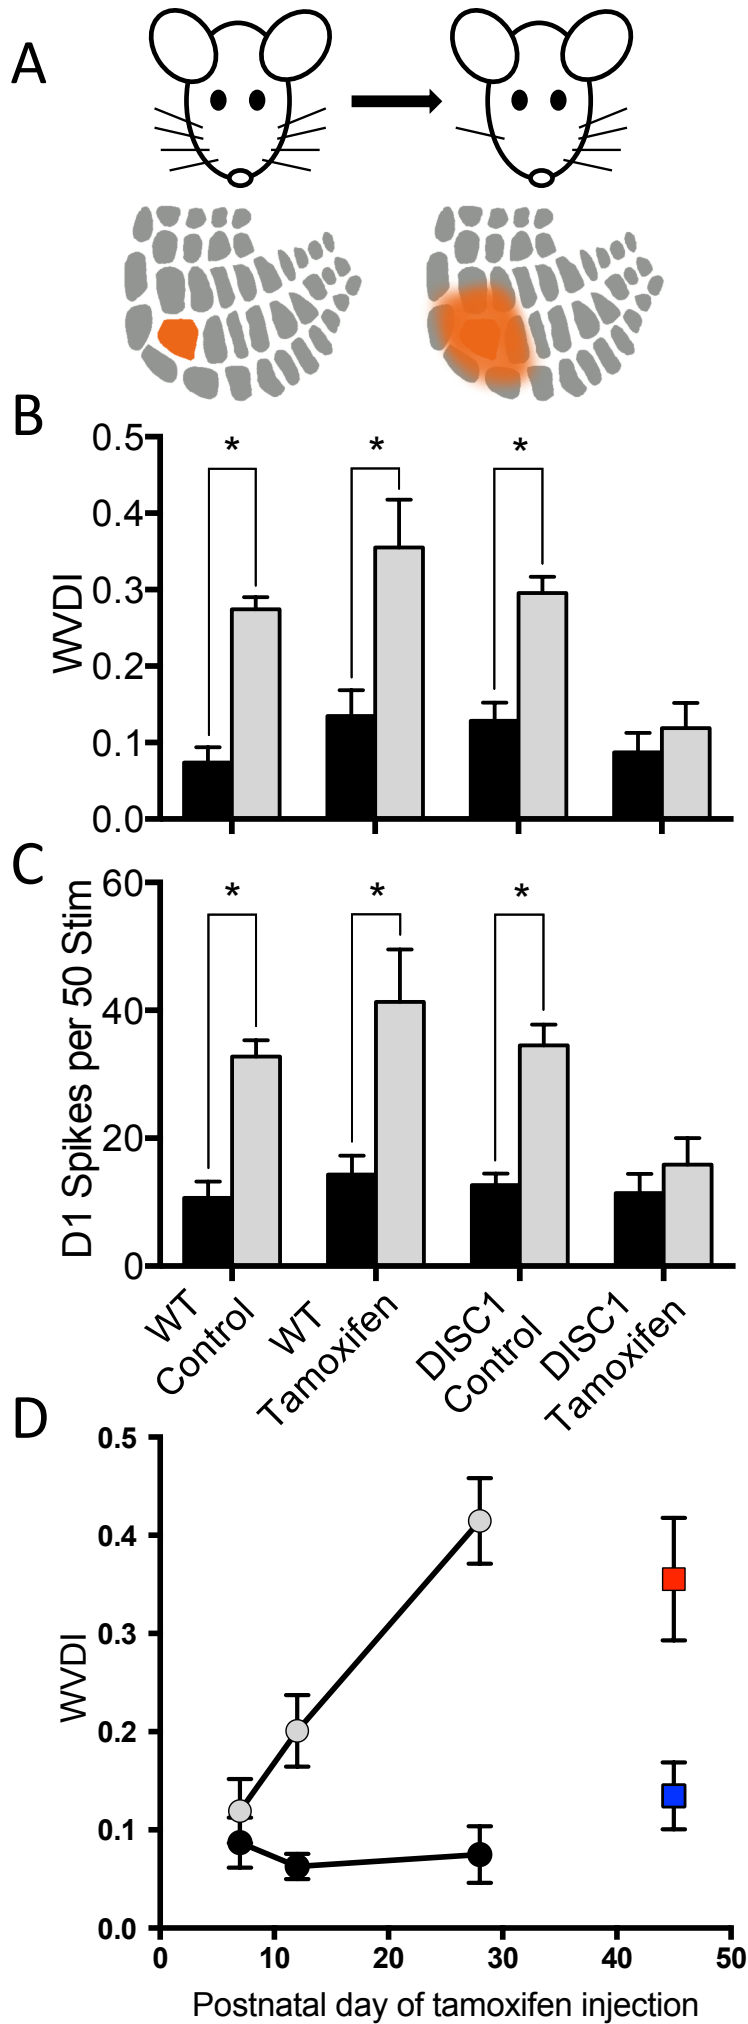 A
B
WVDI
0.5
0.4
0.3
0.2
0.1
0.0
* * *
C
D1 Spikes per 50 Stim
60
40
20
0
* * *
WT
Control
WT
Tamoxifen
DISC1
Control
DISC1
Tamoxifen
D
WVDI
0.5
0.4
0.3
0.2
0.1
0.0
0 10 20 30 40 50
Postnatal day of tamoxifen injection